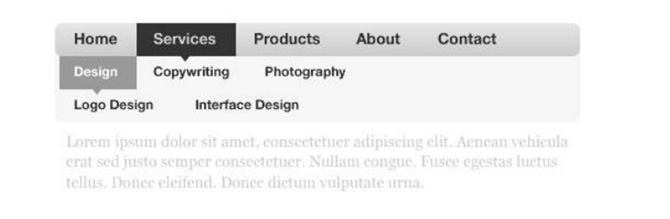 Home Services Products About Contact
Design Copywriting Photography
Logo Design Interface Design
Lorem ipsum dolor sit amet, consectetuer adipiscing elit. Aenean vehicula
erat sed justo semper consectetuer. Nullam congue. Fusce egestas luctus
tellus. Donec eleifend. Donec dictum vulputate urna.